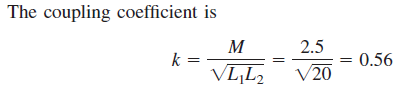 The coupling coefficient is
k = M / √L₁L₂ = 2.5 / √20 = 0.56